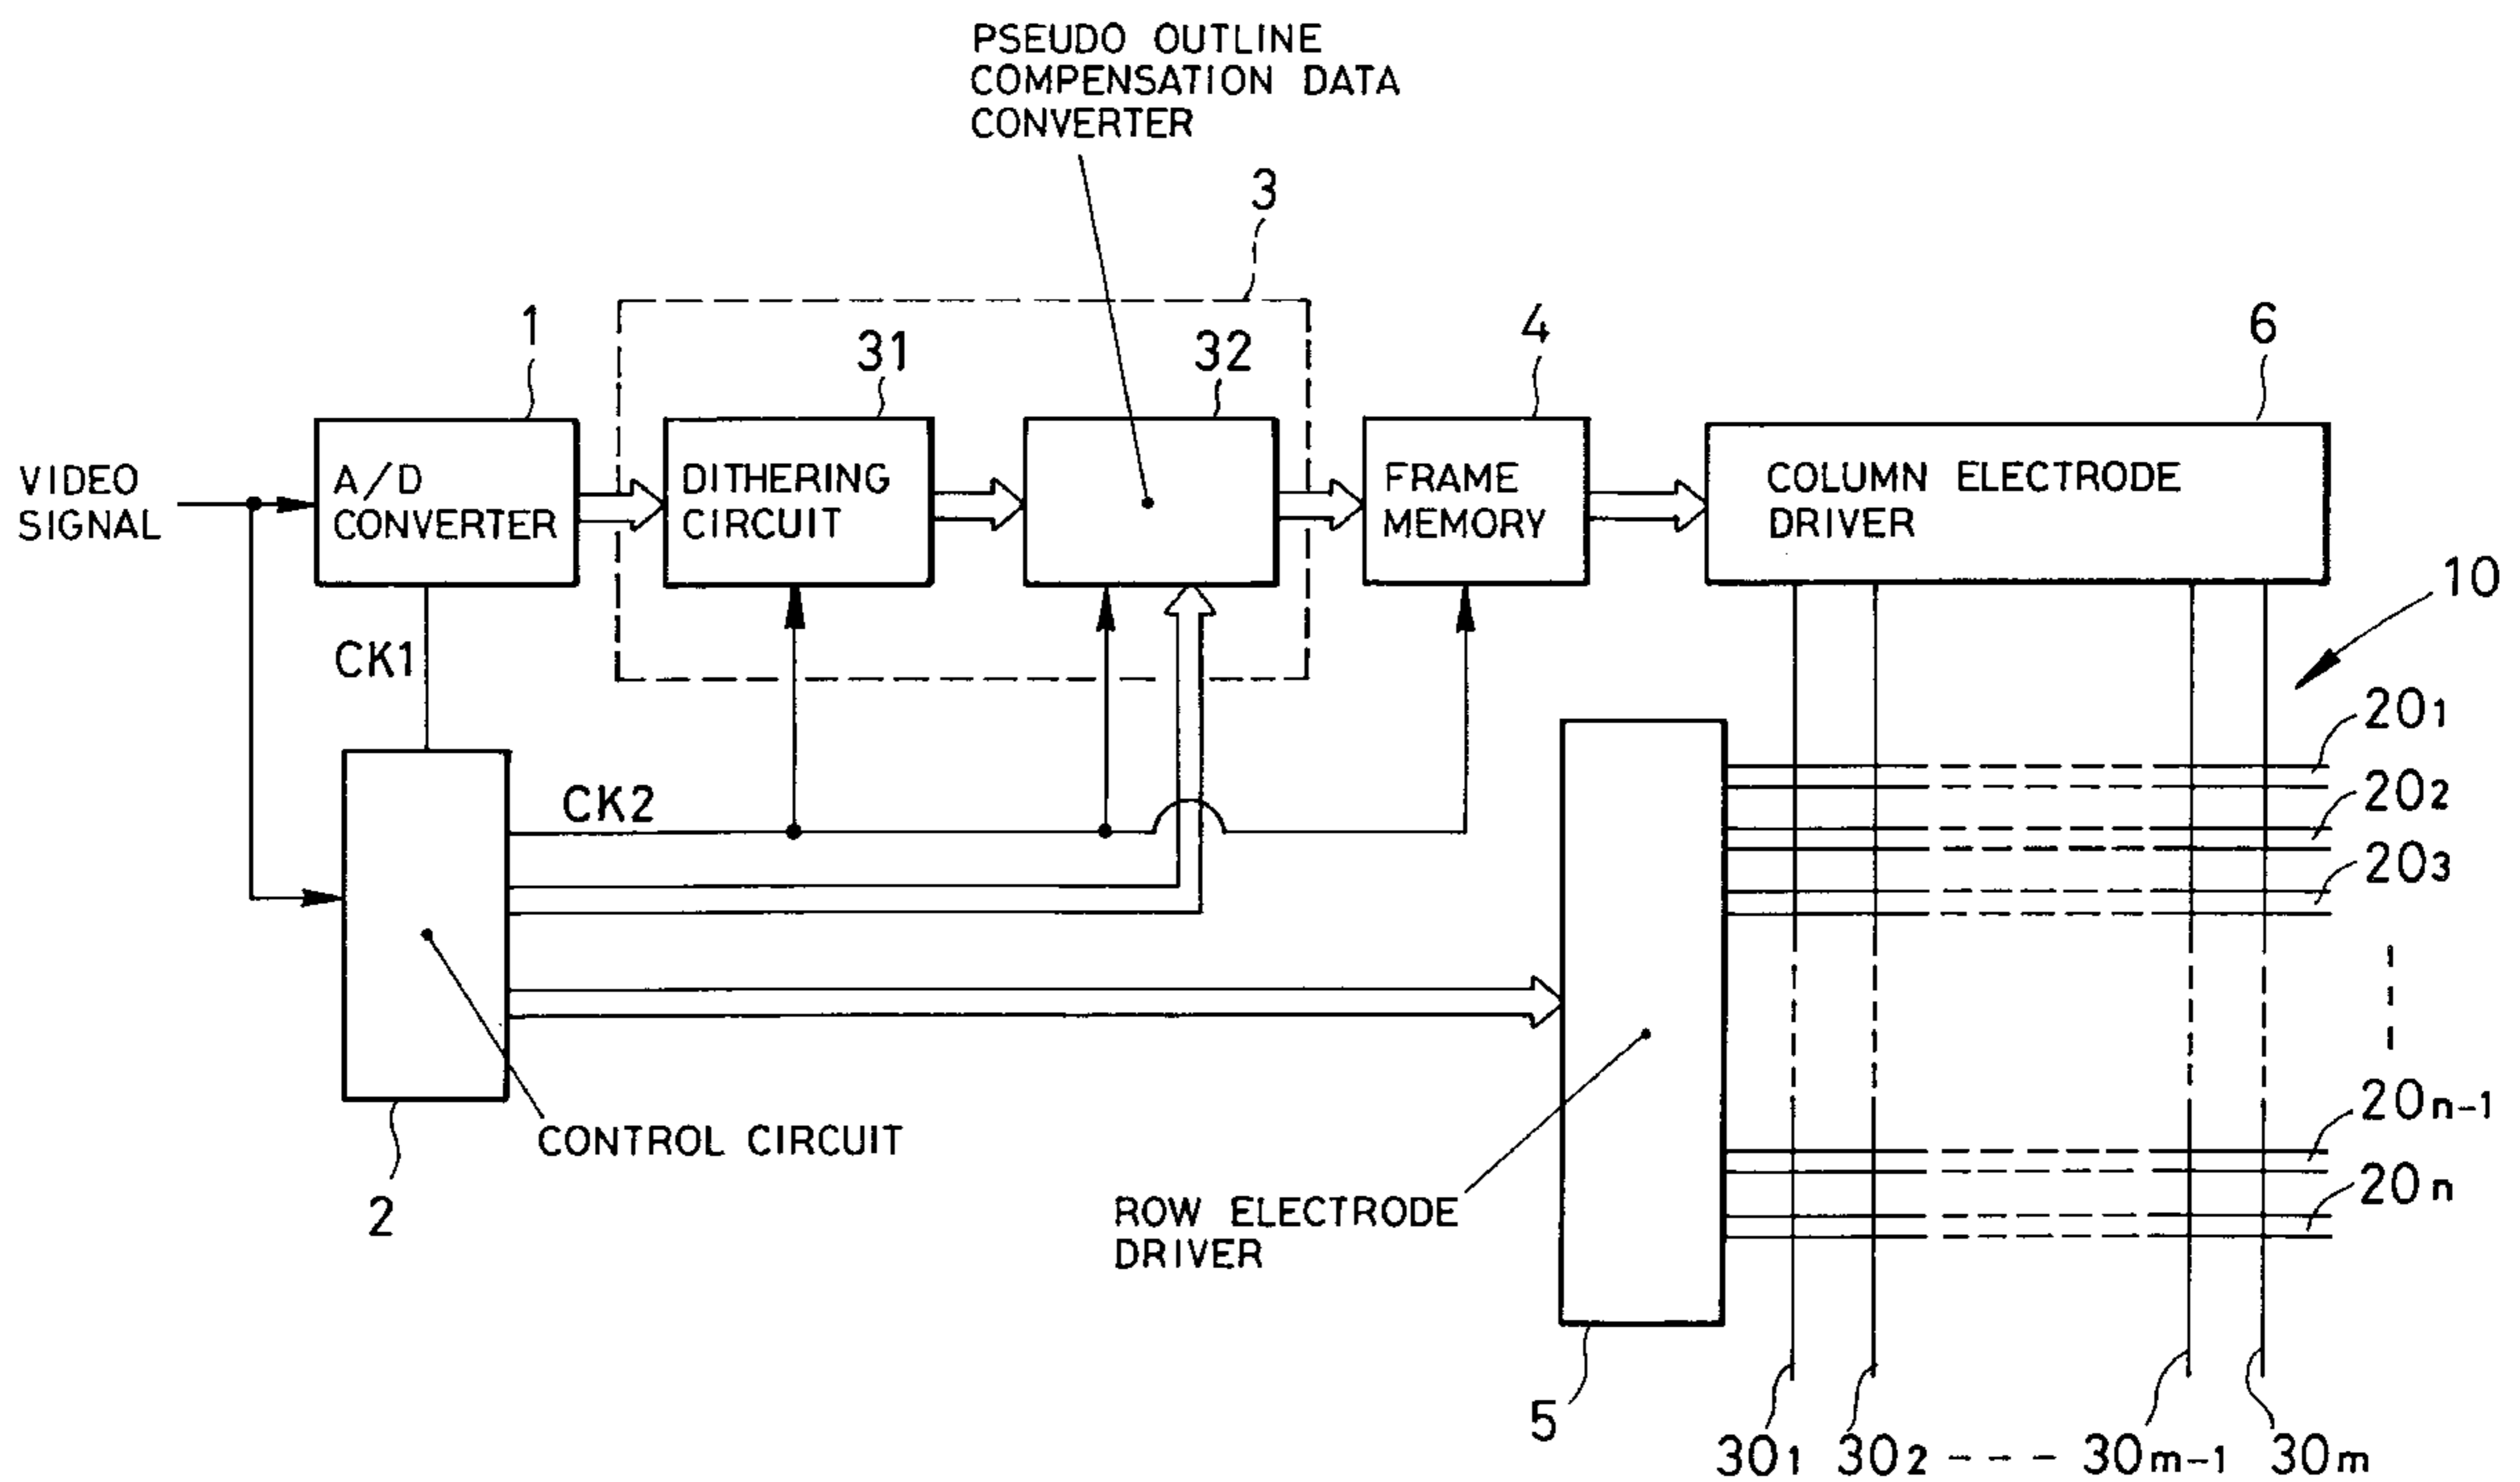 PSEUDO OUTLINE
COMPENSATION DATA
CONVERTER
3
1
31
32
4
6
VIDEO
SIGNAL
A/D
CONVERTER
DITHERING
CIRCUIT
FRAME
MEMORY
COLUMN ELECTRODE
DRIVER
10
CK1
20₁
CK2
20₂
20₃
20n-1
CONTROL CIRCUIT
20n
2
ROW ELECTRODE
DRIVER
5
30₁ 30₂ - - - 30m-1 30m